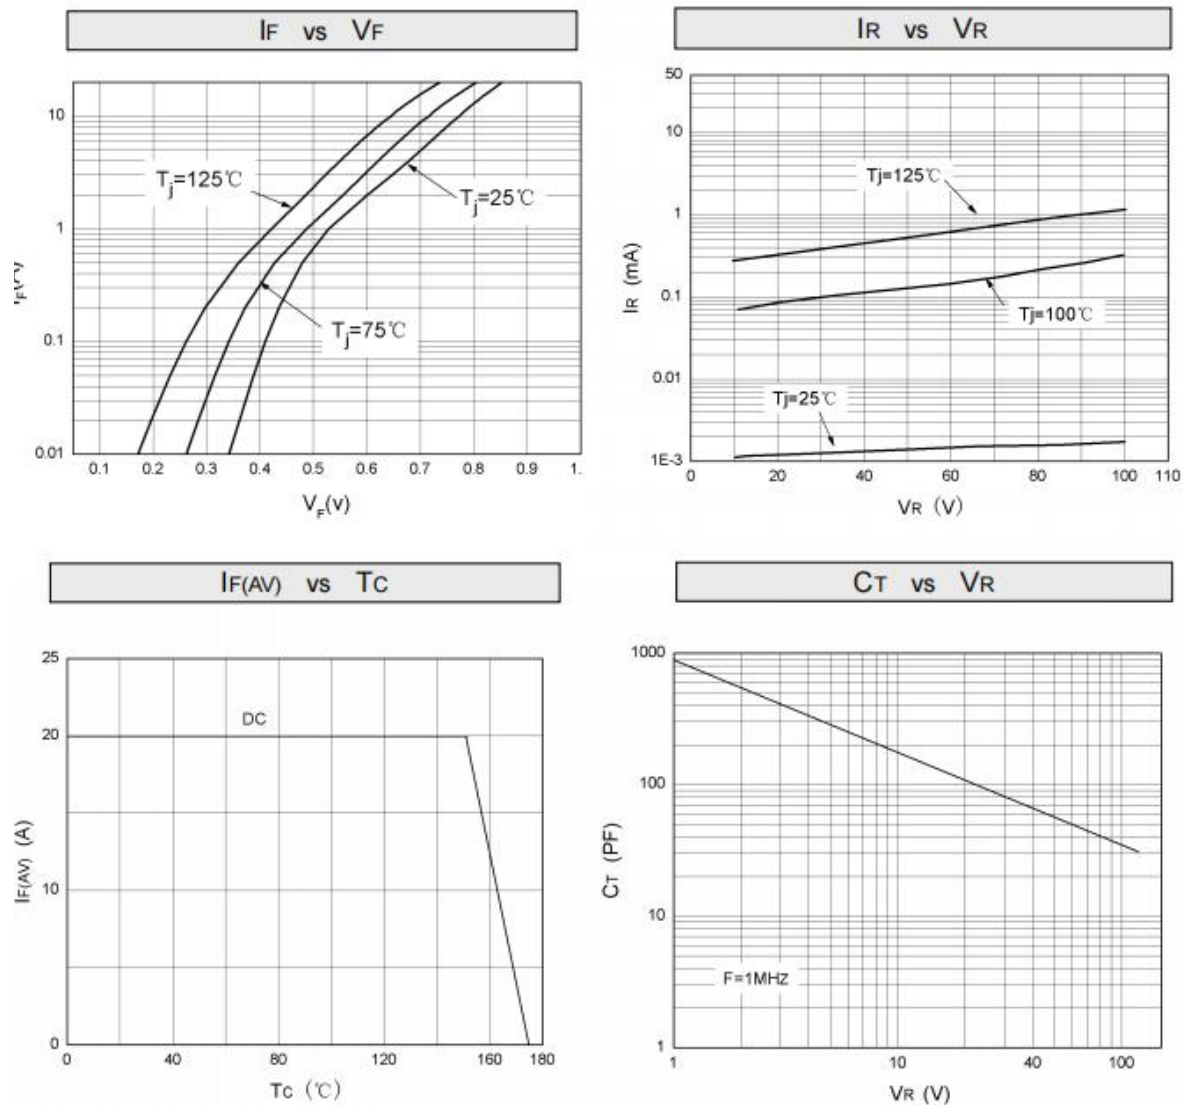 IF vs VF
10
1
0.1
0.01
Tj=125℃
Tj=25℃
Tj=75℃
0.1 0.2 0.3 0.4 0.5 0.6 0.7 0.8 0.9 1.
VF(v)
IR vs VR
50
10
1
0.1
0.01
1E-3
IR (mA)
Tj=125℃
Tj=100℃
Tj=25℃
0 20 40 60 80 100 110
VR (V)
IF(AV) vs TC
25
20
10
0
IF(AV) (A)
DC
0 40 80 120 160 180
TC (℃)
CT vs VR
1000
100
10
1
CT (PF)
F=1MHZ
1 10 40 100
VR (V)